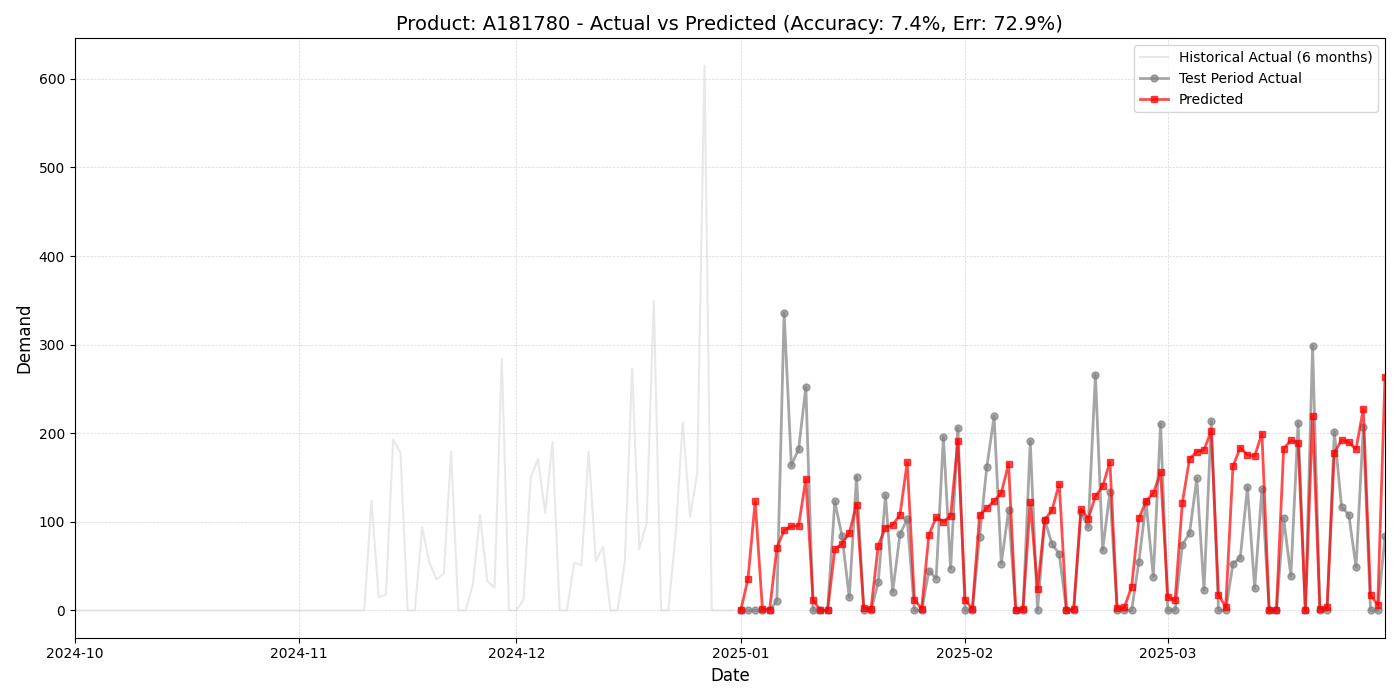 Product: A181780 - Actual vs Predicted (Accuracy: 7.4%, Err: 72.9%)
Historical Actual (6 months)
Test Period Actual
Predicted
600
500
400
300
200
100
0
Demand
2024-10
2024-11
2024-12
2025-01
2025-02
2025-03
Date